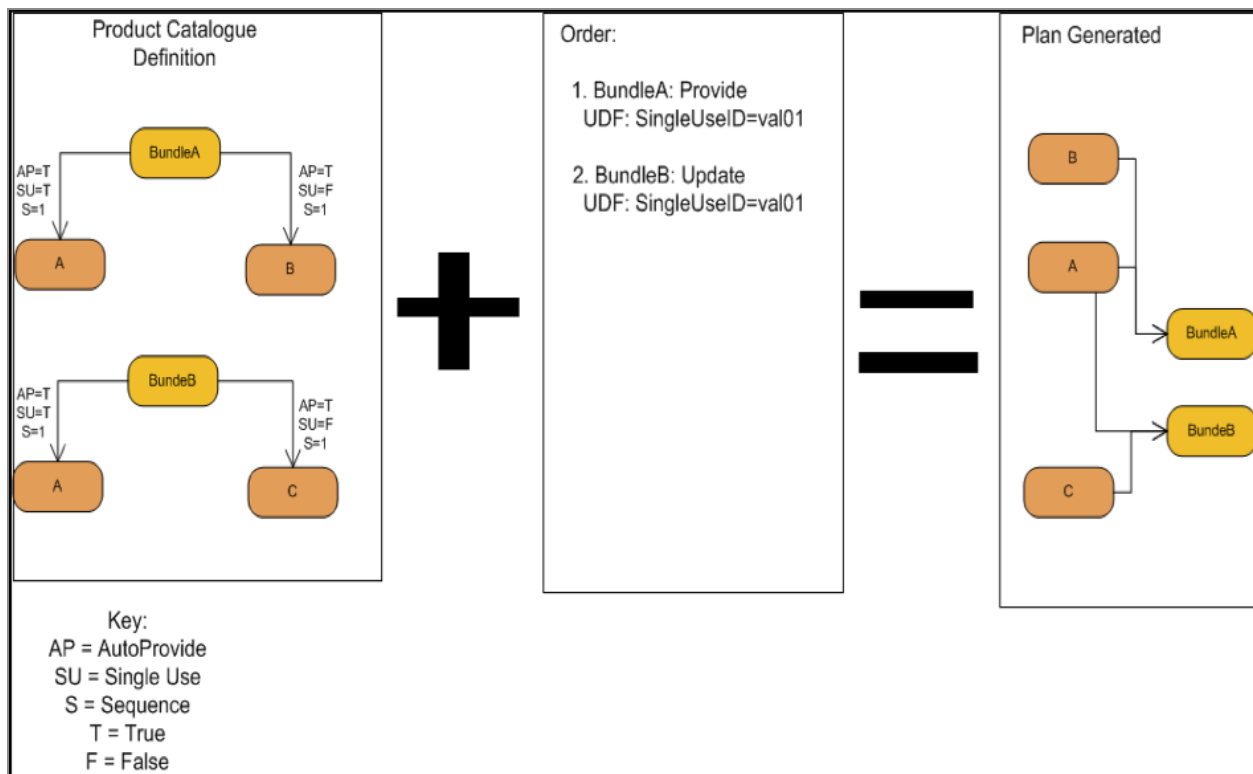 Product Catalogue
Definition
BundleA
AP=T
SU=T
S=1
AP=T
SU=F
S=1
A
B
BundeB
AP=T
SU=T
S=1
AP=T
SU=F
S=1
A
C
Order:
1. BundleA: Provide
UDF: SingleUseID=val01
2. BundleB: Update
UDF: SingleUseID=val01
Plan Generated
B
A
BundleA
BundeB
C
Key:
AP = AutoProvide
SU = Single Use
S = Sequence
T = True
F = False